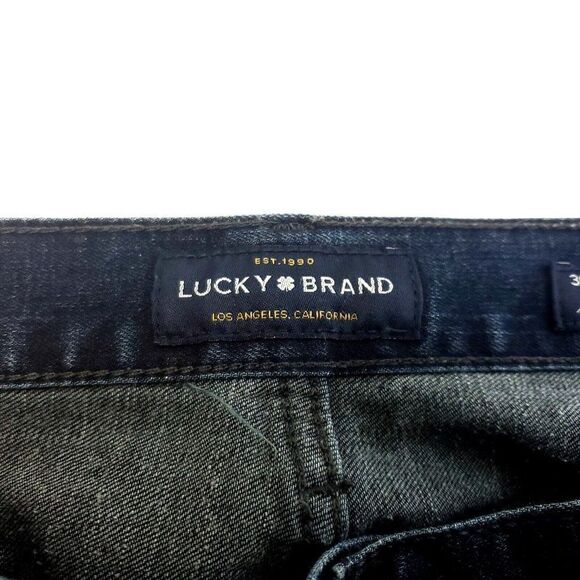 EST. 1990
LUCKY BRAND
LOS ANGELES, CALIFORNIA